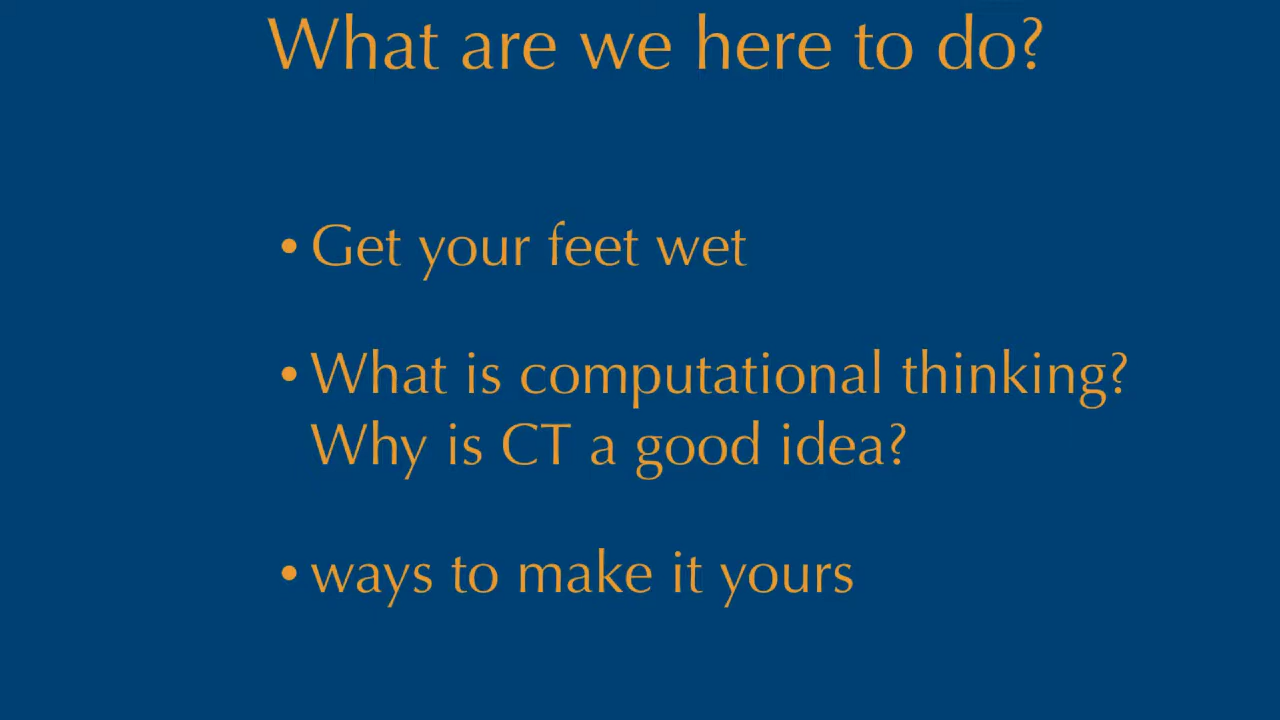 What are we here to do?
• Get your feet wet
• What is computational thinking?
Why is CT a good idea?
• ways to make it yours